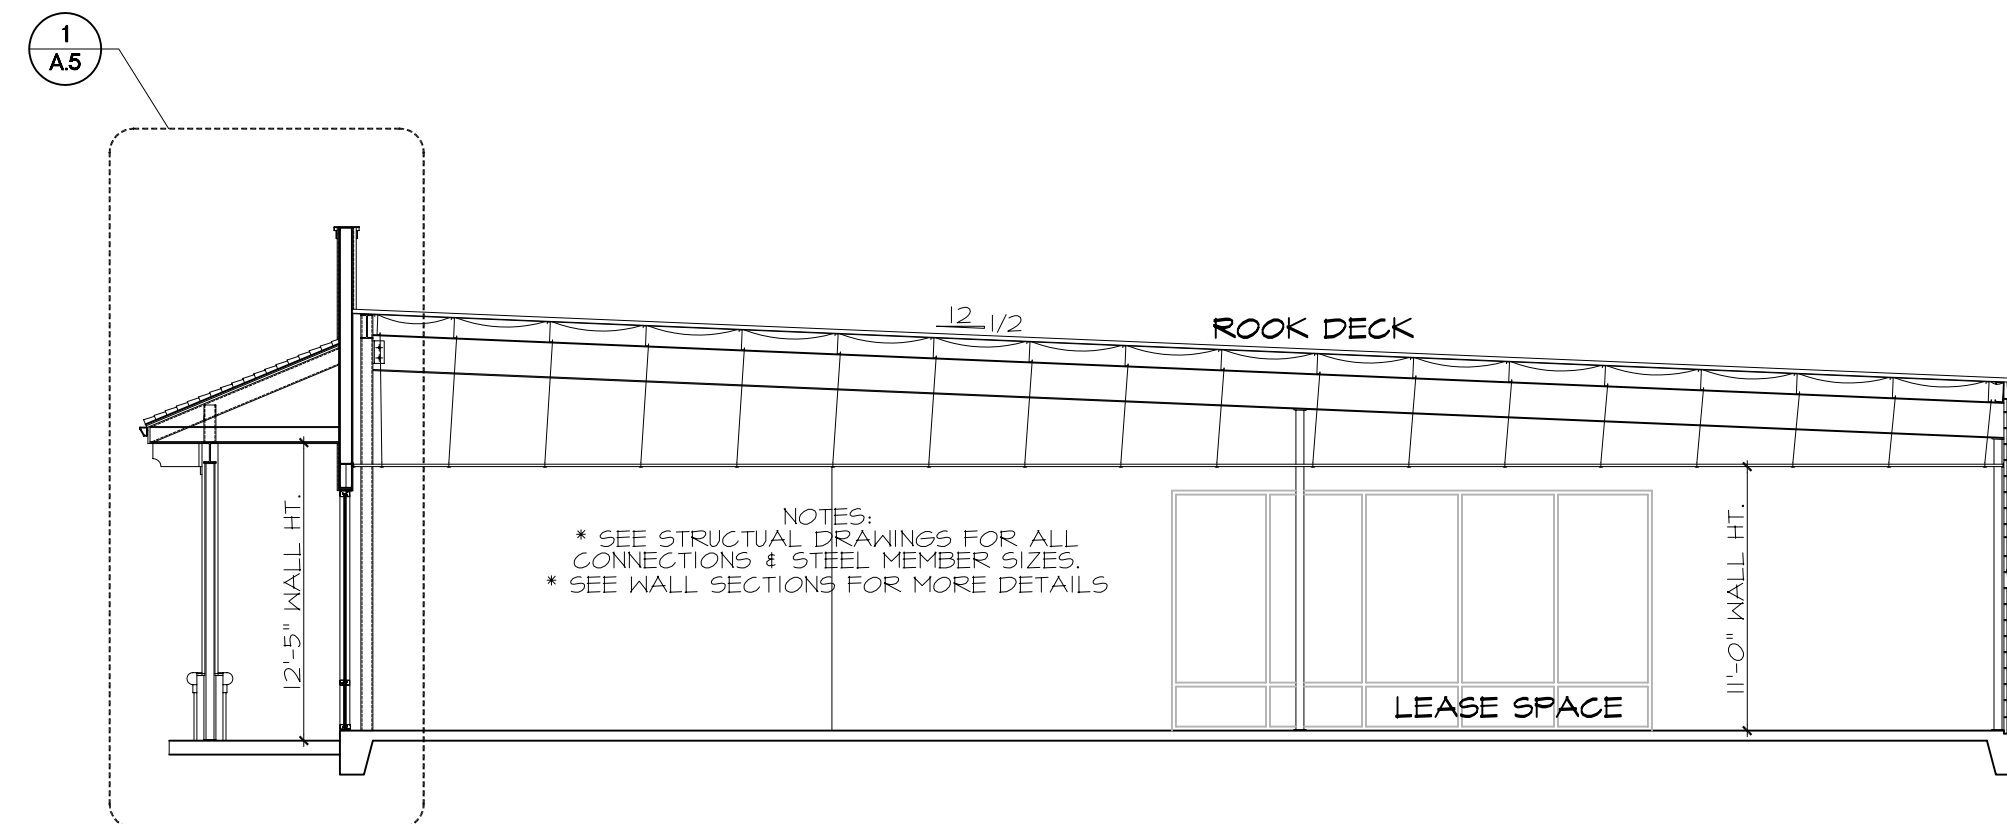 1
A.5
12
1/2
ROOK DECK
12'-5" WALL HT.
NOTES:
* SEE STRUCTUAL DRAWINGS FOR ALL
CONNECTIONS & STEEL MEMBER SIZES.
* SEE WALL SECTIONS FOR MORE DETAILS
11'-0" WALL HT.
LEASE SPACE